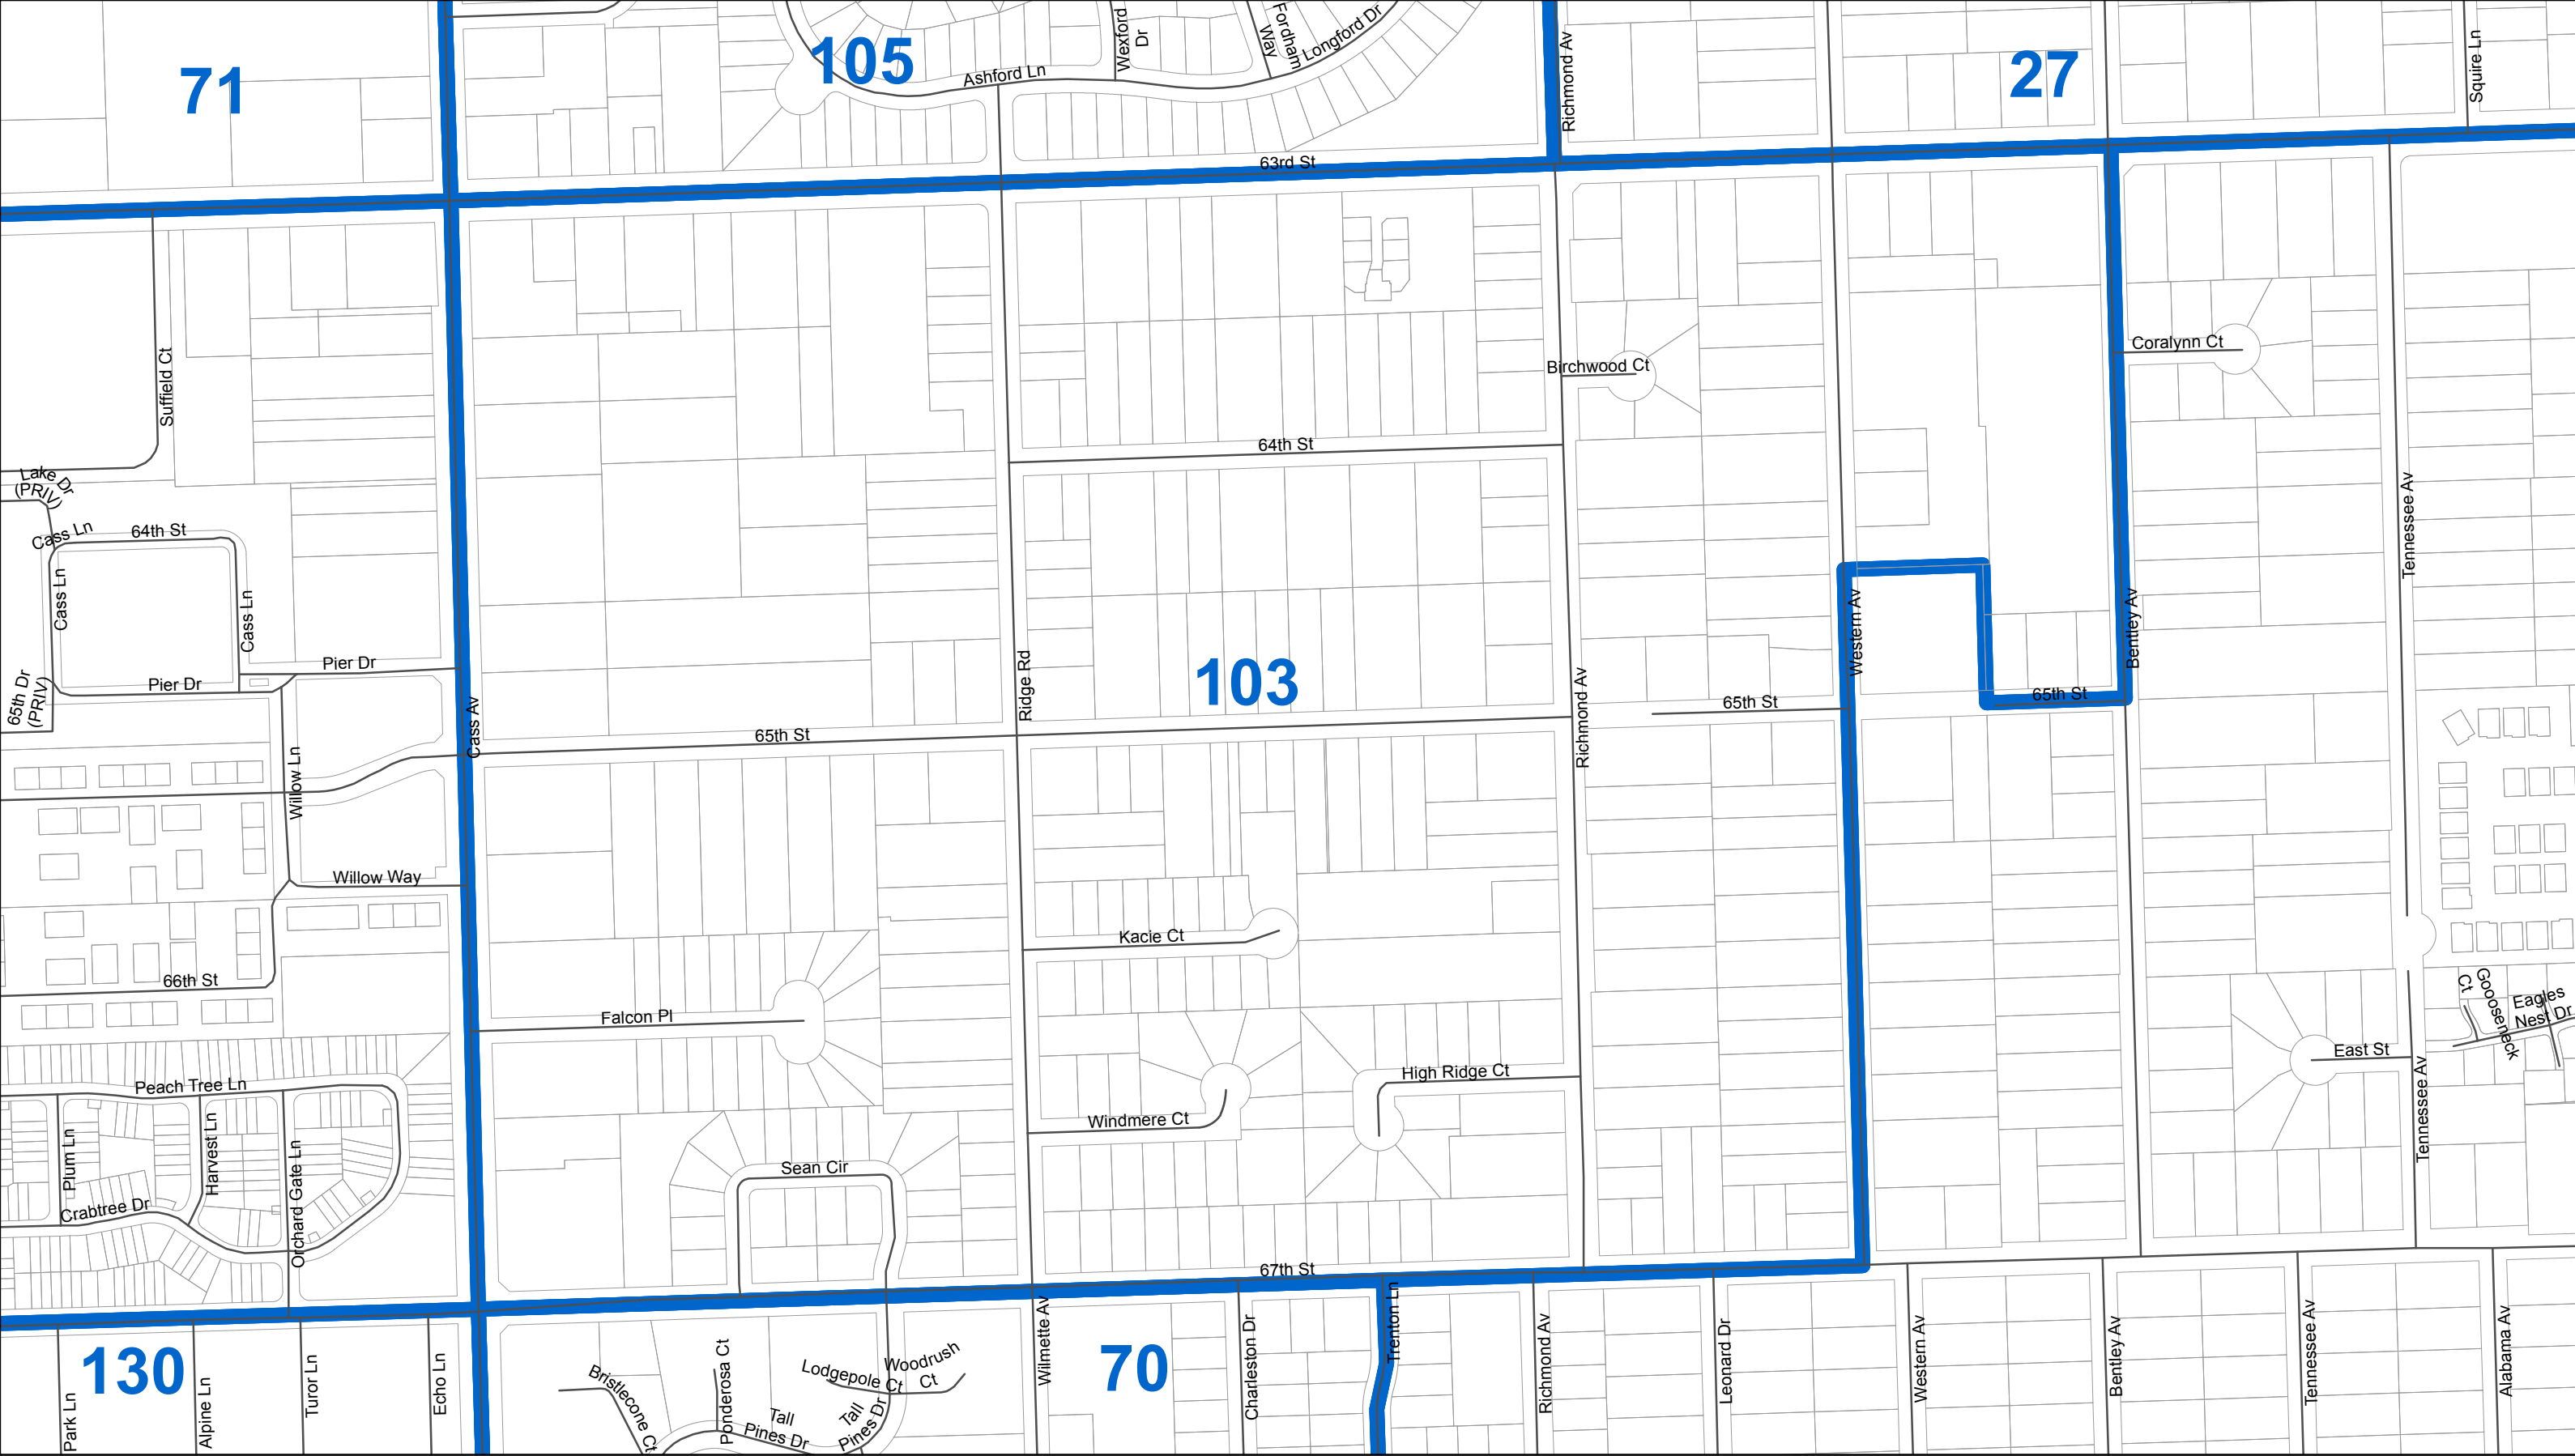 71
105
27
Wexford
Dr
Fordham
Way
Longford Dr
Ashford Ln
Richmond Av
Squire Ln
63rd St
Suffield Ct
Birchwood Ct
Coralynn Ct
64th St
Lake Dr
(PRIV)
Cass Ln
64th St
Cass Ln
Cass Ln
Tennessee Av
Western Av
Bentley Av
Pier Dr
Pier Dr
65th Dr
(PRIV)
Cass Av
Ridge Rd
103
Richmond Av
65th St
65th St
65th St
Willow Ln
Willow Way
Kacie Ct
66th St
Falcon Pl
Gooseneck
Ct
Eagles
Nest Dr
East St
Tennessee Av
High Ridge Ct
Windmere Ct
Peach Tree Ln
Plum Ln
Harvest Ln
Orchard Gate Ln
Crabtree Dr
Sean Cir
67th St
130
70
Park Ln
Alpine Ln
Turor Ln
Echo Ln
Bristlecone Ct
Ponderosa Ct
Tall
Pines Dr
Lodgepole Ct
Woodrush
Ct
Tall
Pines Dr
Wilmette Av
Charleston Dr
Trenton Ln
Richmond Av
Leonard Dr
Western Av
Bentley Av
Tennessee Av
Alabama Av